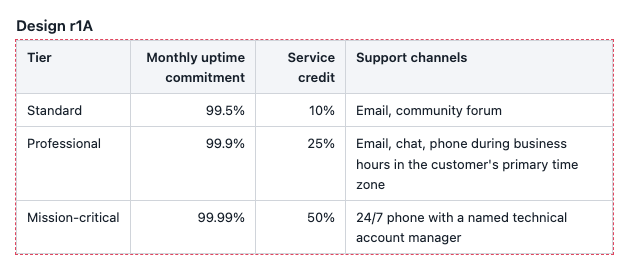 Design r1A
Tier
Monthly uptime
commitment
Service
credit
Support channels
Standard
99.5%
10%
Email, community forum
Professional
99.9%
25%
Email, chat, phone during business
hours in the customer's primary time
zone
Mission-critical
99.99%
50%
24/7 phone with a named technical
account manager